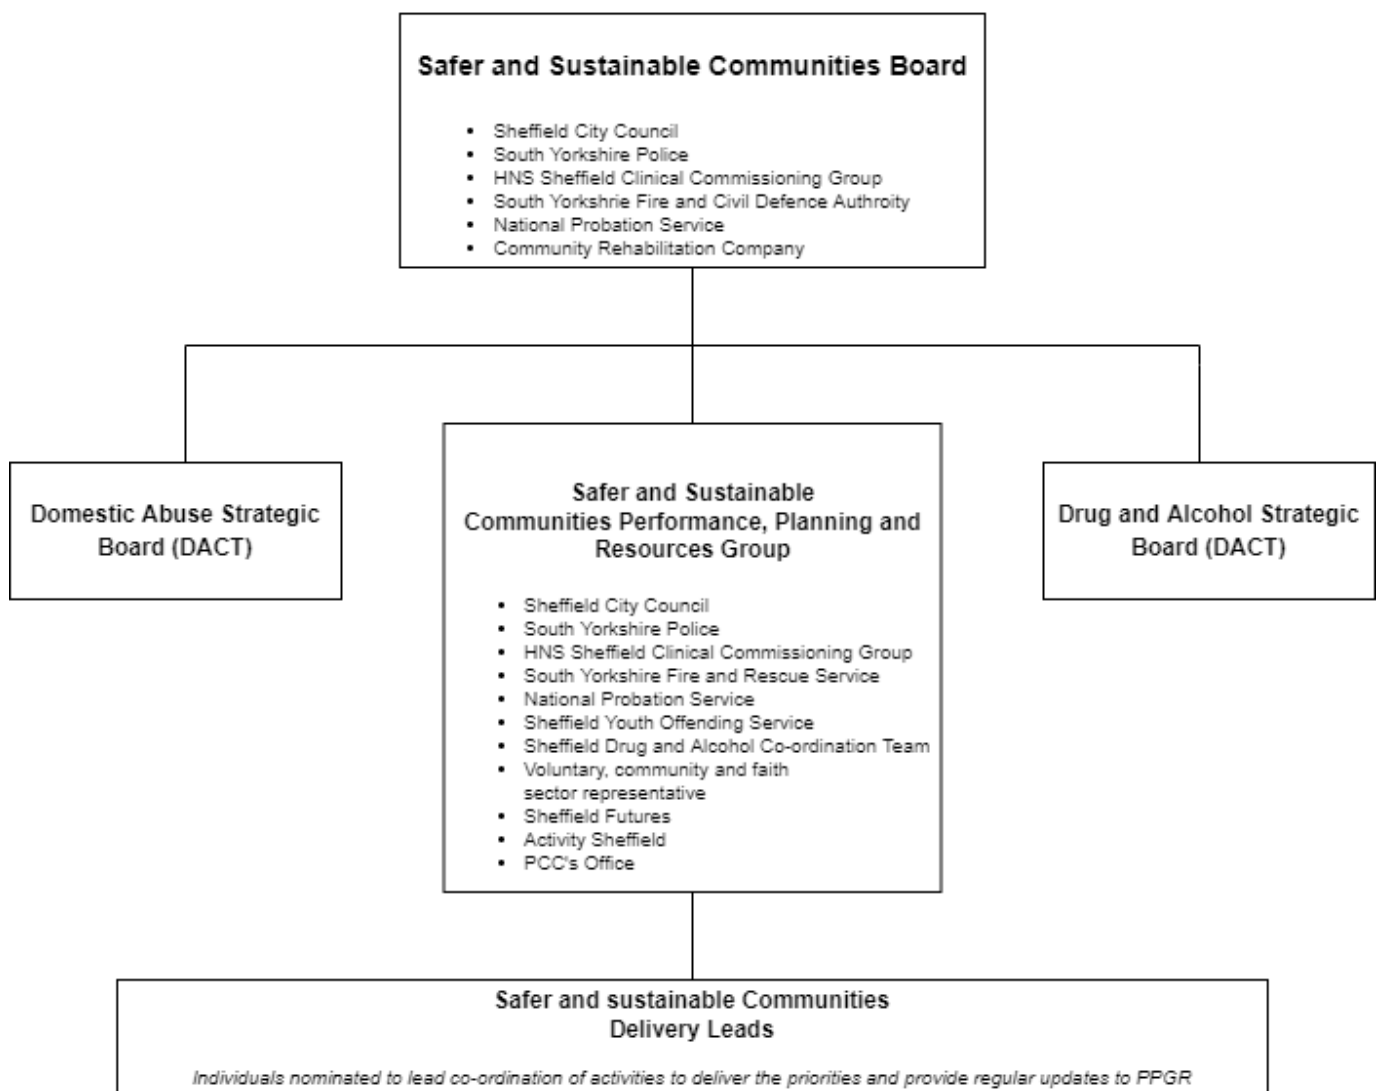 Safer and Sustainable Communities Board
• Sheffield City Council
• South Yorkshire Police
• HNS Sheffield Clinical Commissioning Group
• South Yorkshrie Fire and Civil Defence Authroity
• National Probation Service
• Community Rehabilitation Company
Domestic Abuse Strategic
Board (DACT)
Safer and Sustainable
Communities Performance, Planning and
Resources Group
• Sheffield City Council
• South Yorkshire Police
• HNS Sheffield Clinical Commissioning Group
• South Yorkshire Fire and Rescue Service
• National Probation Service
• Sheffield Youth Offending Service
• Sheffield Drug and Alcohol Co-ordination Team
• Voluntary, community and faith
sector representative
• Sheffield Futures
• Activity Sheffield
• PCC's Office
Drug and Alcohol Strategic
Board (DACT)
Safer and sustainable Communities
Delivery Leads
Individuals nominated to lead co-ordination of activities to deliver the priorities and provide regular updates to PPGR